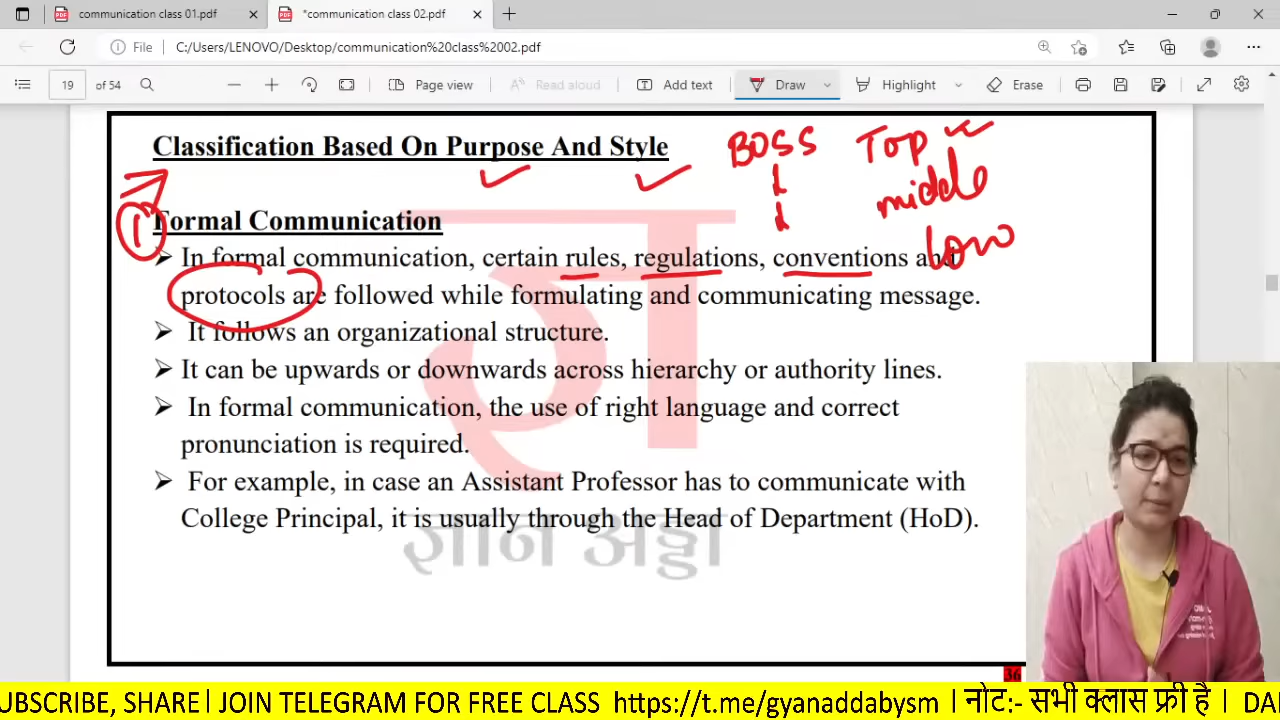 communication class 01.pdf
*communication class 02.pdf
File C:/Users/LENOVO/Desktop/communication%20class%2002.pdf
19 of 54 Page view Read aloud Add text Draw Highlight Erase
Classification Based On Purpose And Style
BOSS
Top
middle
low
1
Formal Communication
➤ In formal communication, certain rules, regulations, conventions and
protocols are followed while formulating and communicating message.
➤ It follows an organizational structure.
➤ It can be upwards or downwards across hierarchy or authority lines.
➤ In formal communication, the use of right language and correct
pronunciation is required.
➤ For example, in case an Assistant Professor has to communicate with
College Principal, it is usually through the Head of Department (HoD).
ज्ञान अड्डा
36
UBSCRIBE, SHARE। JOIN TELEGRAM FOR FREE CLASS https://t.me/gyanaddabysm । नोट:- सभी क्लास फ्री है । DAI